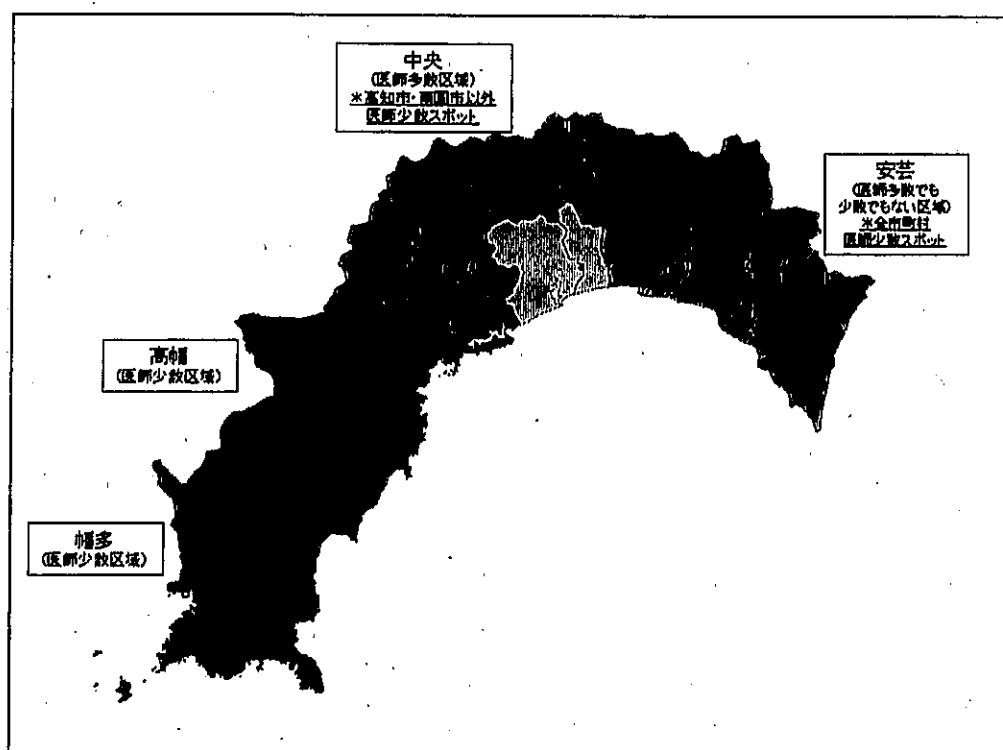 中央
(医師多数区域)
＊高知市・南国市以外
医師少数スポット
安芸
(医師多数でも
少数でもない区域)
＊全市町村
医師少数スポット
高幡
(医師少数区域)
幡多
(医師少数区域)